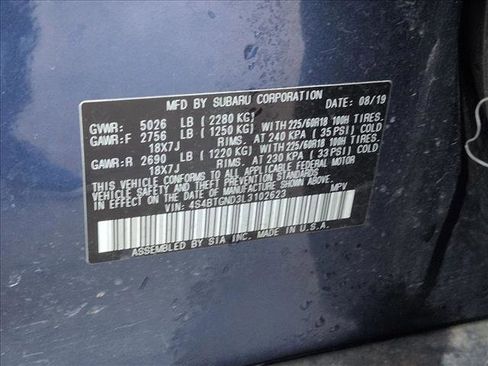 MFD BY SUBARU CORPORATION DATE: 08/19
GVWR: 5026 LB (2280 KG)
GAWR:F 2756 LB (1250 KG) WITH 225/60R18 100H TIRES,
18X7J RIMS, AT 240 KPA (35 PSI) COLD
GAWR:R 2690 LB (1220 KG) WITH 225/60R18 100H TIRES,
18X7J RIMS, AT 230 KPA (33 PSI) COLD
THIS VEHICLE CONFORMS TO ALL APPLICABLE FEDERAL MOTOR
VEHICLE SAFETY AND THEFT PREVENTION STANDARDS IN EFFECT
ON THE DATE OF MANUFACTURE SHOWN ABOVE.
VIN: 4S4BTGND3L3102623 MPV
ASSEMBLED BY SIA INC. IN U.S.A.